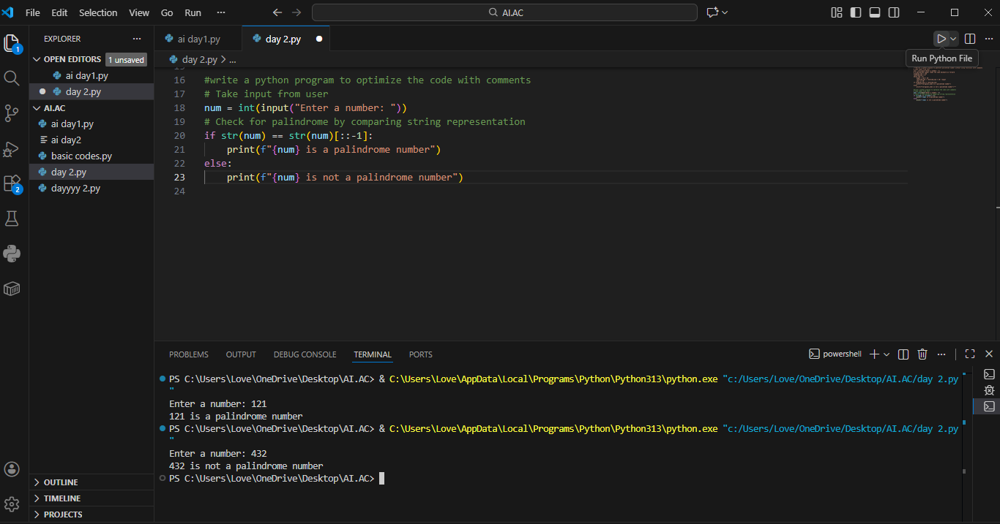 File Edit Selection View Go Run ··· AI.AC
EXPLORER ···
OPEN EDITORS 1 unsaved
ai day1.py
day 2.py
AI.AC
ai day1.py
ai day2
basic codes.py
day 2.py
dayyyy 2.py
OUTLINE
TIMELINE
PROJECTS
1
2
ai day1.py day 2.py
day 2.py > ...
Run Python File
16 #write a python program to optimize the code with comments
17 # Take input from user
18 num = int(input("Enter a number: "))
19 # Check for palindrome by comparing string representation
20 if str(num) == str(num)[::-1]:
21 print(f"{num} is a palindrome number")
22 else:
23 print(f"{num} is not a palindrome number")
24
PROBLEMS OUTPUT DEBUG CONSOLE TERMINAL PORTS powershell
PS C:\Users\Love\OneDrive\Desktop\AI.AC> & C:\Users\Love\AppData\Local\Programs\Python\Python313\python.exe "c:/Users/Love/OneDrive/Desktop/AI.AC/day 2.py
"
Enter a number: 121
121 is a palindrome number
PS C:\Users\Love\OneDrive\Desktop\AI.AC> & C:\Users\Love\AppData\Local\Programs\Python\Python313\python.exe "c:/Users/Love/OneDrive/Desktop/AI.AC/day 2.py
"
Enter a number: 432
432 is not a palindrome number
PS C:\Users\Love\OneDrive\Desktop\AI.AC>